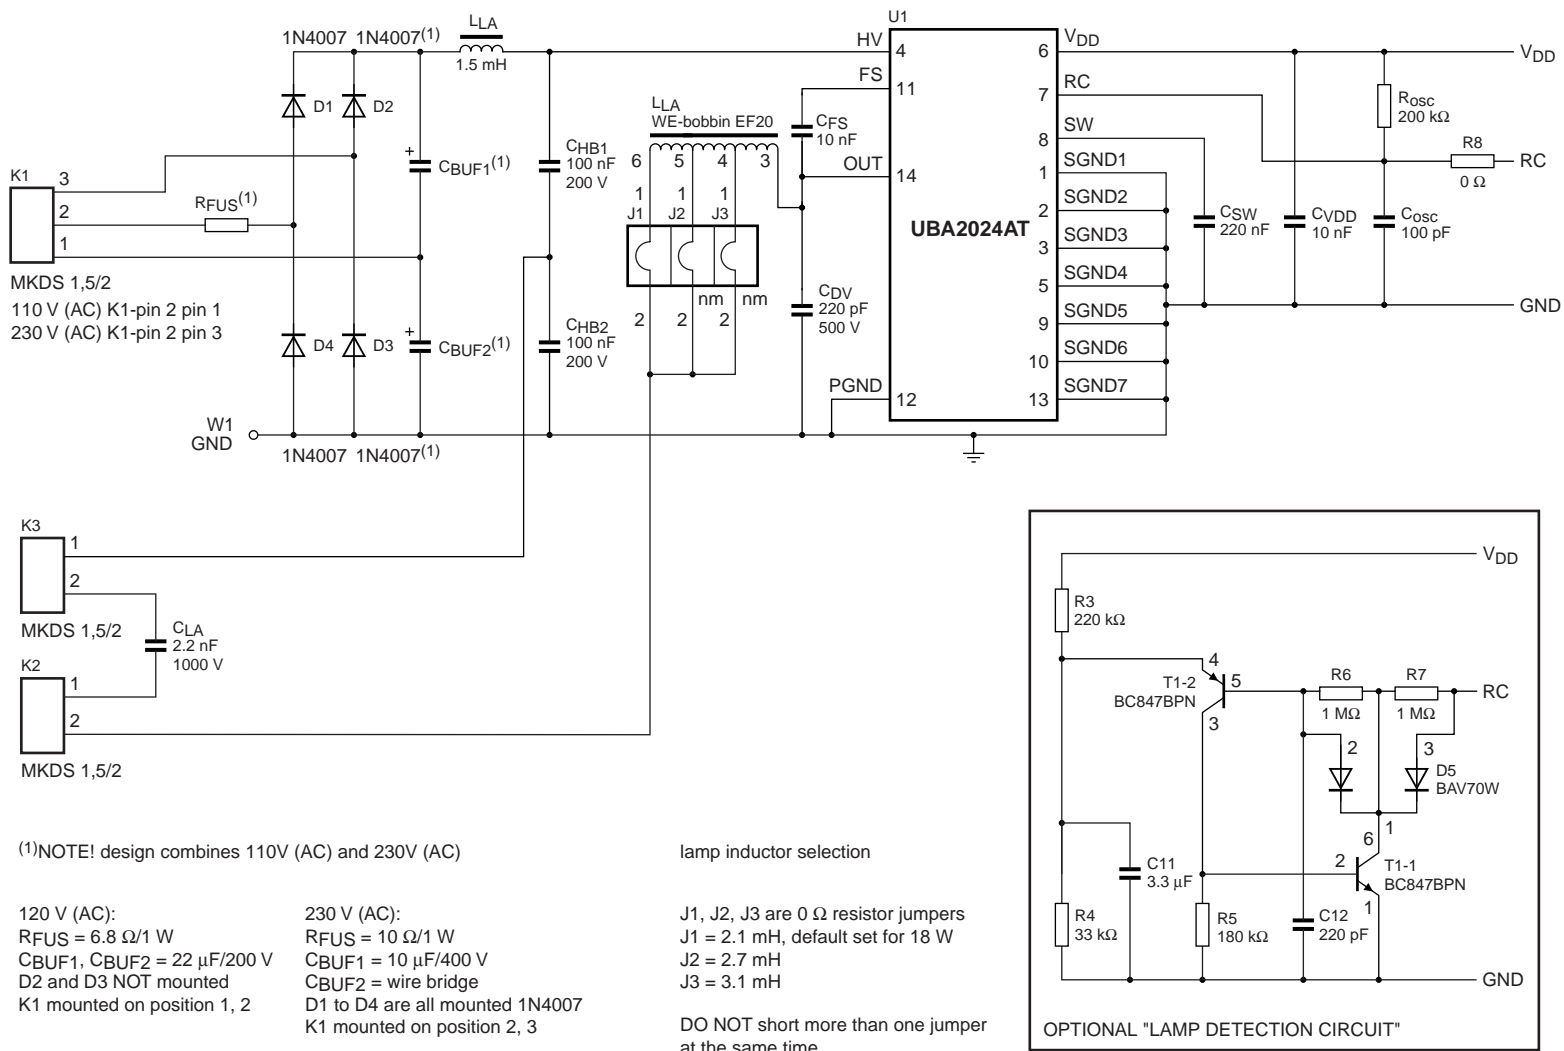 U1
LLA
1N4007 1N4007(1)
1.5 mH
HV
4
FS
11
OUT
14
PGND
12
UBA2024AT
VDD
6
RC
7
SW
8
SGND1
1
SGND2
2
SGND3
3
SGND4
5
SGND5
9
SGND6
10
SGND7
13
VDD
Rosc
200 kΩ
R8
RC
0 Ω
CSW
220 nF
CVDD
10 nF
Cosc
100 pF
GND
D1
D2
CBUF1(1)
+
CHB1
100 nF
200 V
LLA
WE-bobbin EF20
6
5
4
3
CFS
10 nF
1
1
1
J1
J2
J3
nm
nm
2
2
2
CDV
220 pF
500 V
K1
3
2
1
RFUS(1)
MKDS 1,5/2
110 V (AC) K1-pin 2 pin 1
230 V (AC) K1-pin 2 pin 3
D4
D3
+
CBUF2(1)
CHB2
100 nF
200 V
W1
GND
1N4007 1N4007(1)
K3
1
2
MKDS 1,5/2
CLA
2.2 nF
1000 V
K2
1
2
MKDS 1,5/2
VDD
R3
220 kΩ
4
T1-2
BC847BPN
5
3
R6
1 MΩ
R7
1 MΩ
RC
2
3
D5
BAV70W
1
6
2
T1-1
BC847BPN
1
C11
3.3 μF
R4
33 kΩ
R5
180 kΩ
C12
220 pF
GND
OPTIONAL "LAMP DETECTION CIRCUIT"
(1)NOTE! design combines 110V (AC) and 230V (AC)
120 V (AC):
RFUS = 6.8 Ω/1 W
CBUF1, CBUF2 = 22 μF/200 V
D2 and D3 NOT mounted
K1 mounted on position 1, 2
230 V (AC):
RFUS = 10 Ω/1 W
CBUF1 = 10 μF/400 V
CBUF2 = wire bridge
D1 to D4 are all mounted 1N4007
K1 mounted on position 2, 3
lamp inductor selection
J1, J2, J3 are 0 Ω resistor jumpers
J1 = 2.1 mH, default set for 18 W
J2 = 2.7 mH
J3 = 3.1 mH
DO NOT short more than one jumper
at the same time